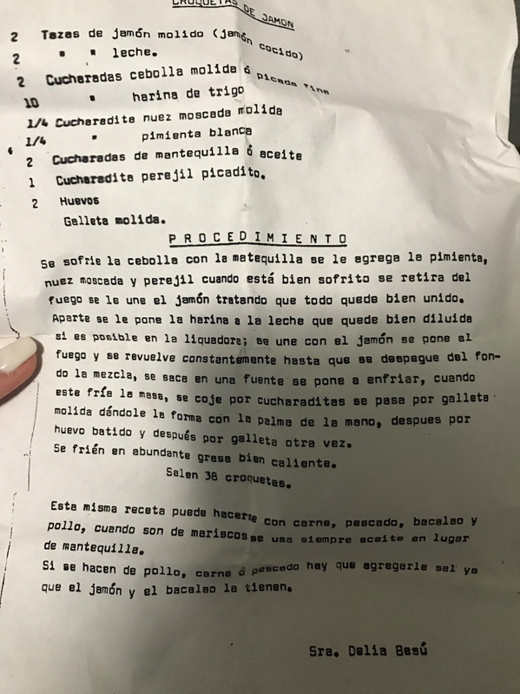 CROQUETAS DE JAMON
2 Tazas de jamón molido (jamón cocido)
2 " " leche.
2 Cucharadas cebolla molida ó picada fina
10 " harina de trigo
1/4 Cucharadita nuez moscada molida
1/4 " pimienta blanca
2 Cucharadas de mantequilla ó aceite
1 Cucharadita perejil picadito.
2 Huevos
Galleta molida.
PROCEDIMIENTO
Se sofrie la cebolla con la matequilla se le agrega la pimienta,
nuez moscada y perejil cuando está bien sofrito se retira del
fuego se le une el jamón tratando que todo quede bien unido.
Aparte se le pone la harina a la leche que quede bien diluida
si es posible en la liquadora; se une con el jamón se pone al
fuego y se revuelve constantemente hasta que se despegue del fon-
do la mezcla, se saca en una fuente se pone a enfriar, cuando
este fría la masa, se coje por cucharaditas se pasa por galleta
molida dándole la forma con la palma de la mano, despues por
huevo batido y después por galleta otra vez.
Se frién en abundante grasa bien caliente.
Salen 38 croquetas.
Esta misma receta puede hacerse con carne, pescado, bacalao y
pollo, cuando son de mariscos se usa siempre aceite en lugar
de mantequilla.
Si se hacen de pollo, carne ó pescado hay que agregarle sal ya
que el jamón y el bacalao la tienen.
Sra. Delia Besú